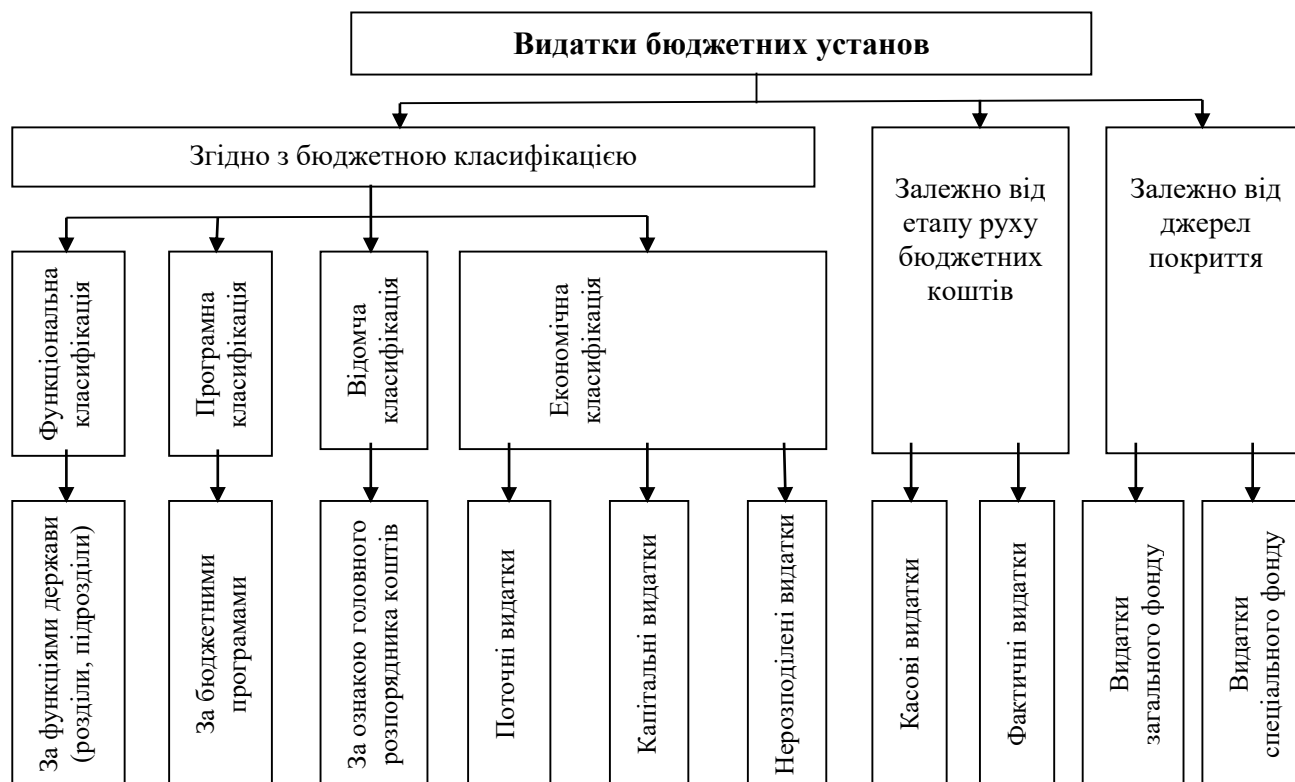 Видатки бюджетних установ
Згідно з бюджетною класифікацією
Залежно від
етапу руху
бюджетних
коштів
Залежно від
джерел
покриття
Функціональна
класифікація
Програмна
класифікація
Відомча
класифікація
Економічна
класифікація
За функціями держави
(розділи, підрозділи)
За бюджетними
програмами
За ознакою головного
розпорядника коштів
Поточні видатки
Капітальні видатки
Нерозподілені видатки
Касові видатки
Фактичні видатки
Видатки
загального фонду
Видатки
спеціального фонду